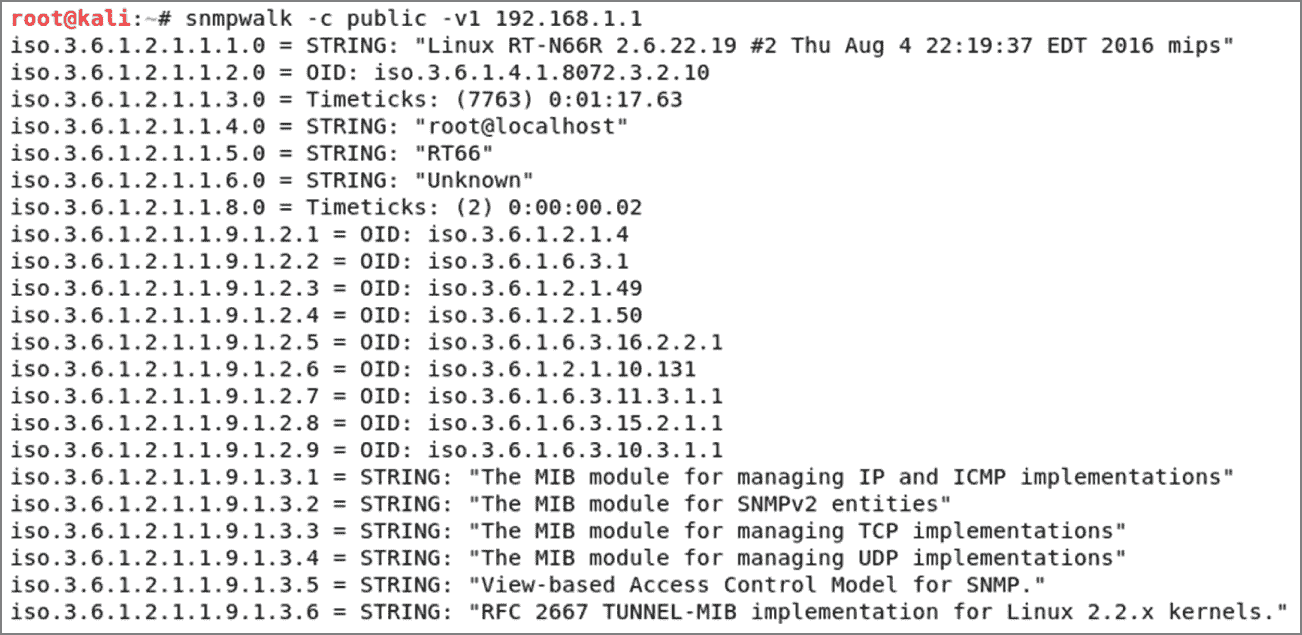 root@kali:~# snmpwalk -c public -v1 192.168.1.1
iso.3.6.1.2.1.1.1.0 = STRING: "Linux RT-N66R 2.6.22.19 #2 Thu Aug 4 22:19:37 EDT 2016 mips"
iso.3.6.1.2.1.1.2.0 = OID: iso.3.6.1.4.1.8072.3.2.10
iso.3.6.1.2.1.1.3.0 = Timeticks: (7763) 0:01:17.63
iso.3.6.1.2.1.1.4.0 = STRING: "root@localhost"
iso.3.6.1.2.1.1.5.0 = STRING: "RT66"
iso.3.6.1.2.1.1.6.0 = STRING: "Unknown"
iso.3.6.1.2.1.1.8.0 = Timeticks: (2) 0:00:00.02
iso.3.6.1.2.1.1.9.1.2.1 = OID: iso.3.6.1.2.1.4
iso.3.6.1.2.1.1.9.1.2.2 = OID: iso.3.6.1.6.3.1
iso.3.6.1.2.1.1.9.1.2.3 = OID: iso.3.6.1.2.1.49
iso.3.6.1.2.1.1.9.1.2.4 = OID: iso.3.6.1.2.1.50
iso.3.6.1.2.1.1.9.1.2.5 = OID: iso.3.6.1.6.3.16.2.2.1
iso.3.6.1.2.1.1.9.1.2.6 = OID: iso.3.6.1.2.1.10.131
iso.3.6.1.2.1.1.9.1.2.7 = OID: iso.3.6.1.6.3.11.3.1.1
iso.3.6.1.2.1.1.9.1.2.8 = OID: iso.3.6.1.6.3.15.2.1.1
iso.3.6.1.2.1.1.9.1.2.9 = OID: iso.3.6.1.6.3.10.3.1.1
iso.3.6.1.2.1.1.9.1.3.1 = STRING: "The MIB module for managing IP and ICMP implementations"
iso.3.6.1.2.1.1.9.1.3.2 = STRING: "The MIB module for SNMPv2 entities"
iso.3.6.1.2.1.1.9.1.3.3 = STRING: "The MIB module for managing TCP implementations"
iso.3.6.1.2.1.1.9.1.3.4 = STRING: "The MIB module for managing UDP implementations"
iso.3.6.1.2.1.1.9.1.3.5 = STRING: "View-based Access Control Model for SNMP."
iso.3.6.1.2.1.1.9.1.3.6 = STRING: "RFC 2667 TUNNEL-MIB implementation for Linux 2.2.x kernels."